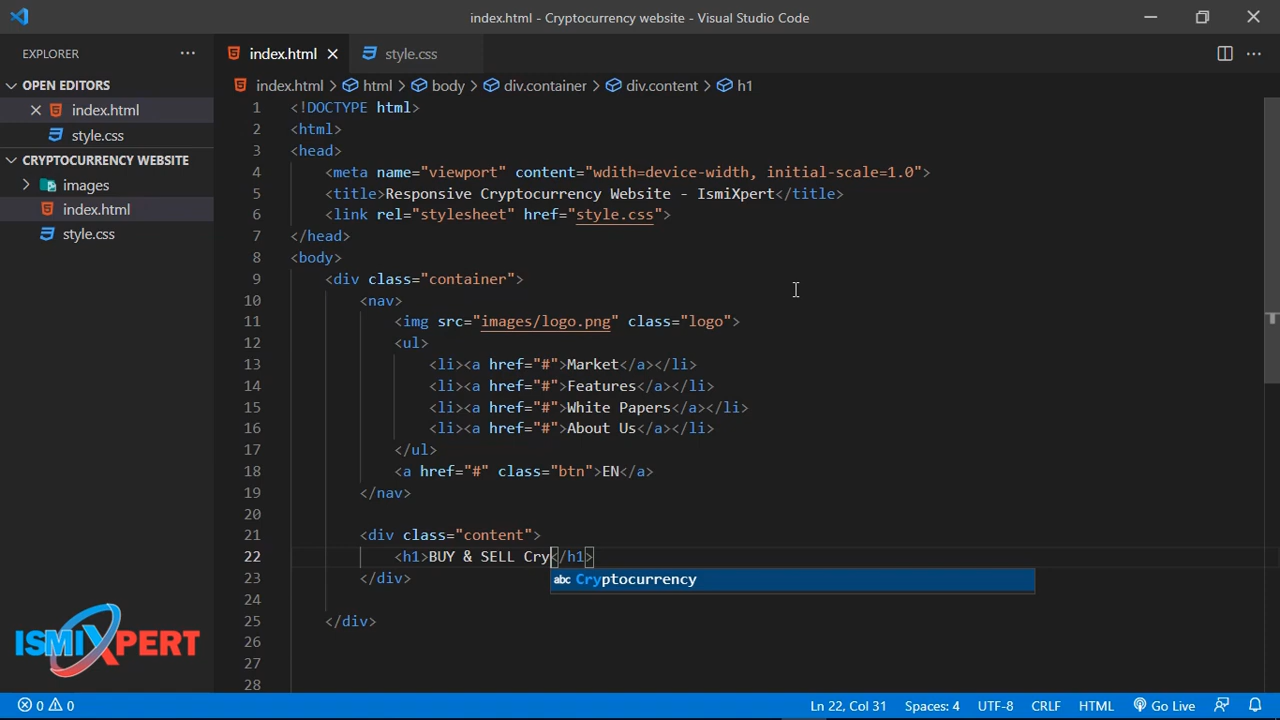 index.html - Cryptocurrency website - Visual Studio Code
EXPLORER
index.html
style.css
OPEN EDITORS
index.html > html > body > div.container > div.content > h1
index.html
style.css
CRYPTOCURRENCY WEBSITE
images
index.html
style.css
1 <!DOCTYPE html>
2 <html>
3 <head>
4 <meta name="viewport" content="wdith=device-width, initial-scale=1.0">
5 <title>Responsive Cryptocurrency Website - IsmiXpert</title>
6 <link rel="stylesheet" href="style.css">
7 </head>
8 <body>
9 <div class="container">
10 <nav>
11 <img src="images/logo.png" class="logo">
12 <ul>
13 <li><a href="#">Market</a></li>
14 <li><a href="#">Features</a></li>
15 <li><a href="#">White Papers</a></li>
16 <li><a href="#">About Us</a></li>
17 </ul>
18 <a href="#" class="btn">EN</a>
19 </nav>
20
21 <div class="content">
22 <h1>BUY & SELL Cry</h1>
abc Cryptocurrency
23 </div>
24
25 </div>
26
27
28
ISMIXPERT
0 0
Ln 22, Col 31
Spaces: 4
UTF-8
CRLF
HTML
Go Live